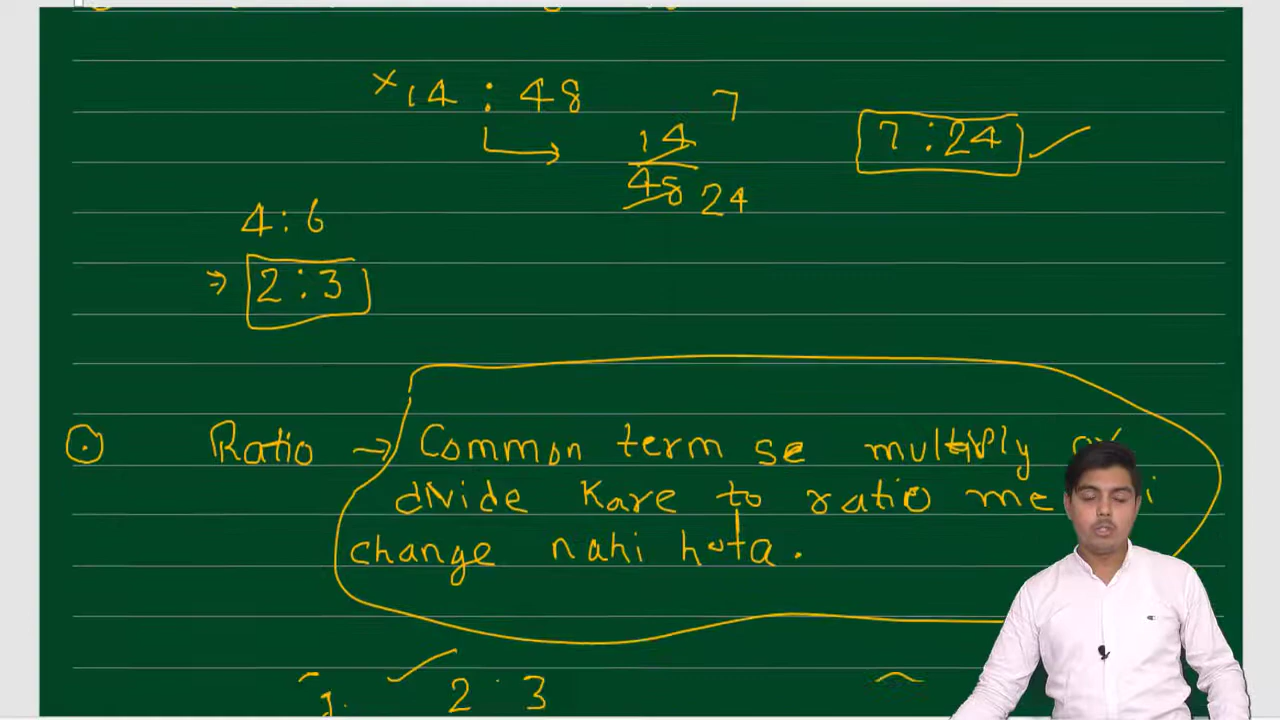 ×14 : 48
14/48 7 24
7 : 24 ✓
4 : 6
⇒ 2 : 3
Ratio → Common term se multiply
divide Kare to ratio me
change nahi hota.
2 : 3